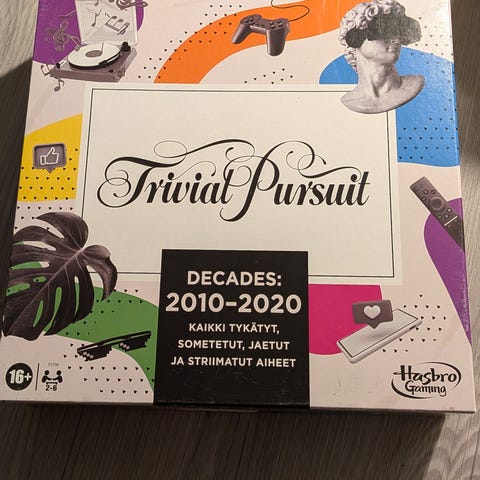 Trivial Pursuit
DECADES:
2010–2020
KAIKKI TYKÄTYT,
SOMETETUT, JAETUT
JA STRIIMATUT AIHEET
16+
2-6
Hasbro
Gaming